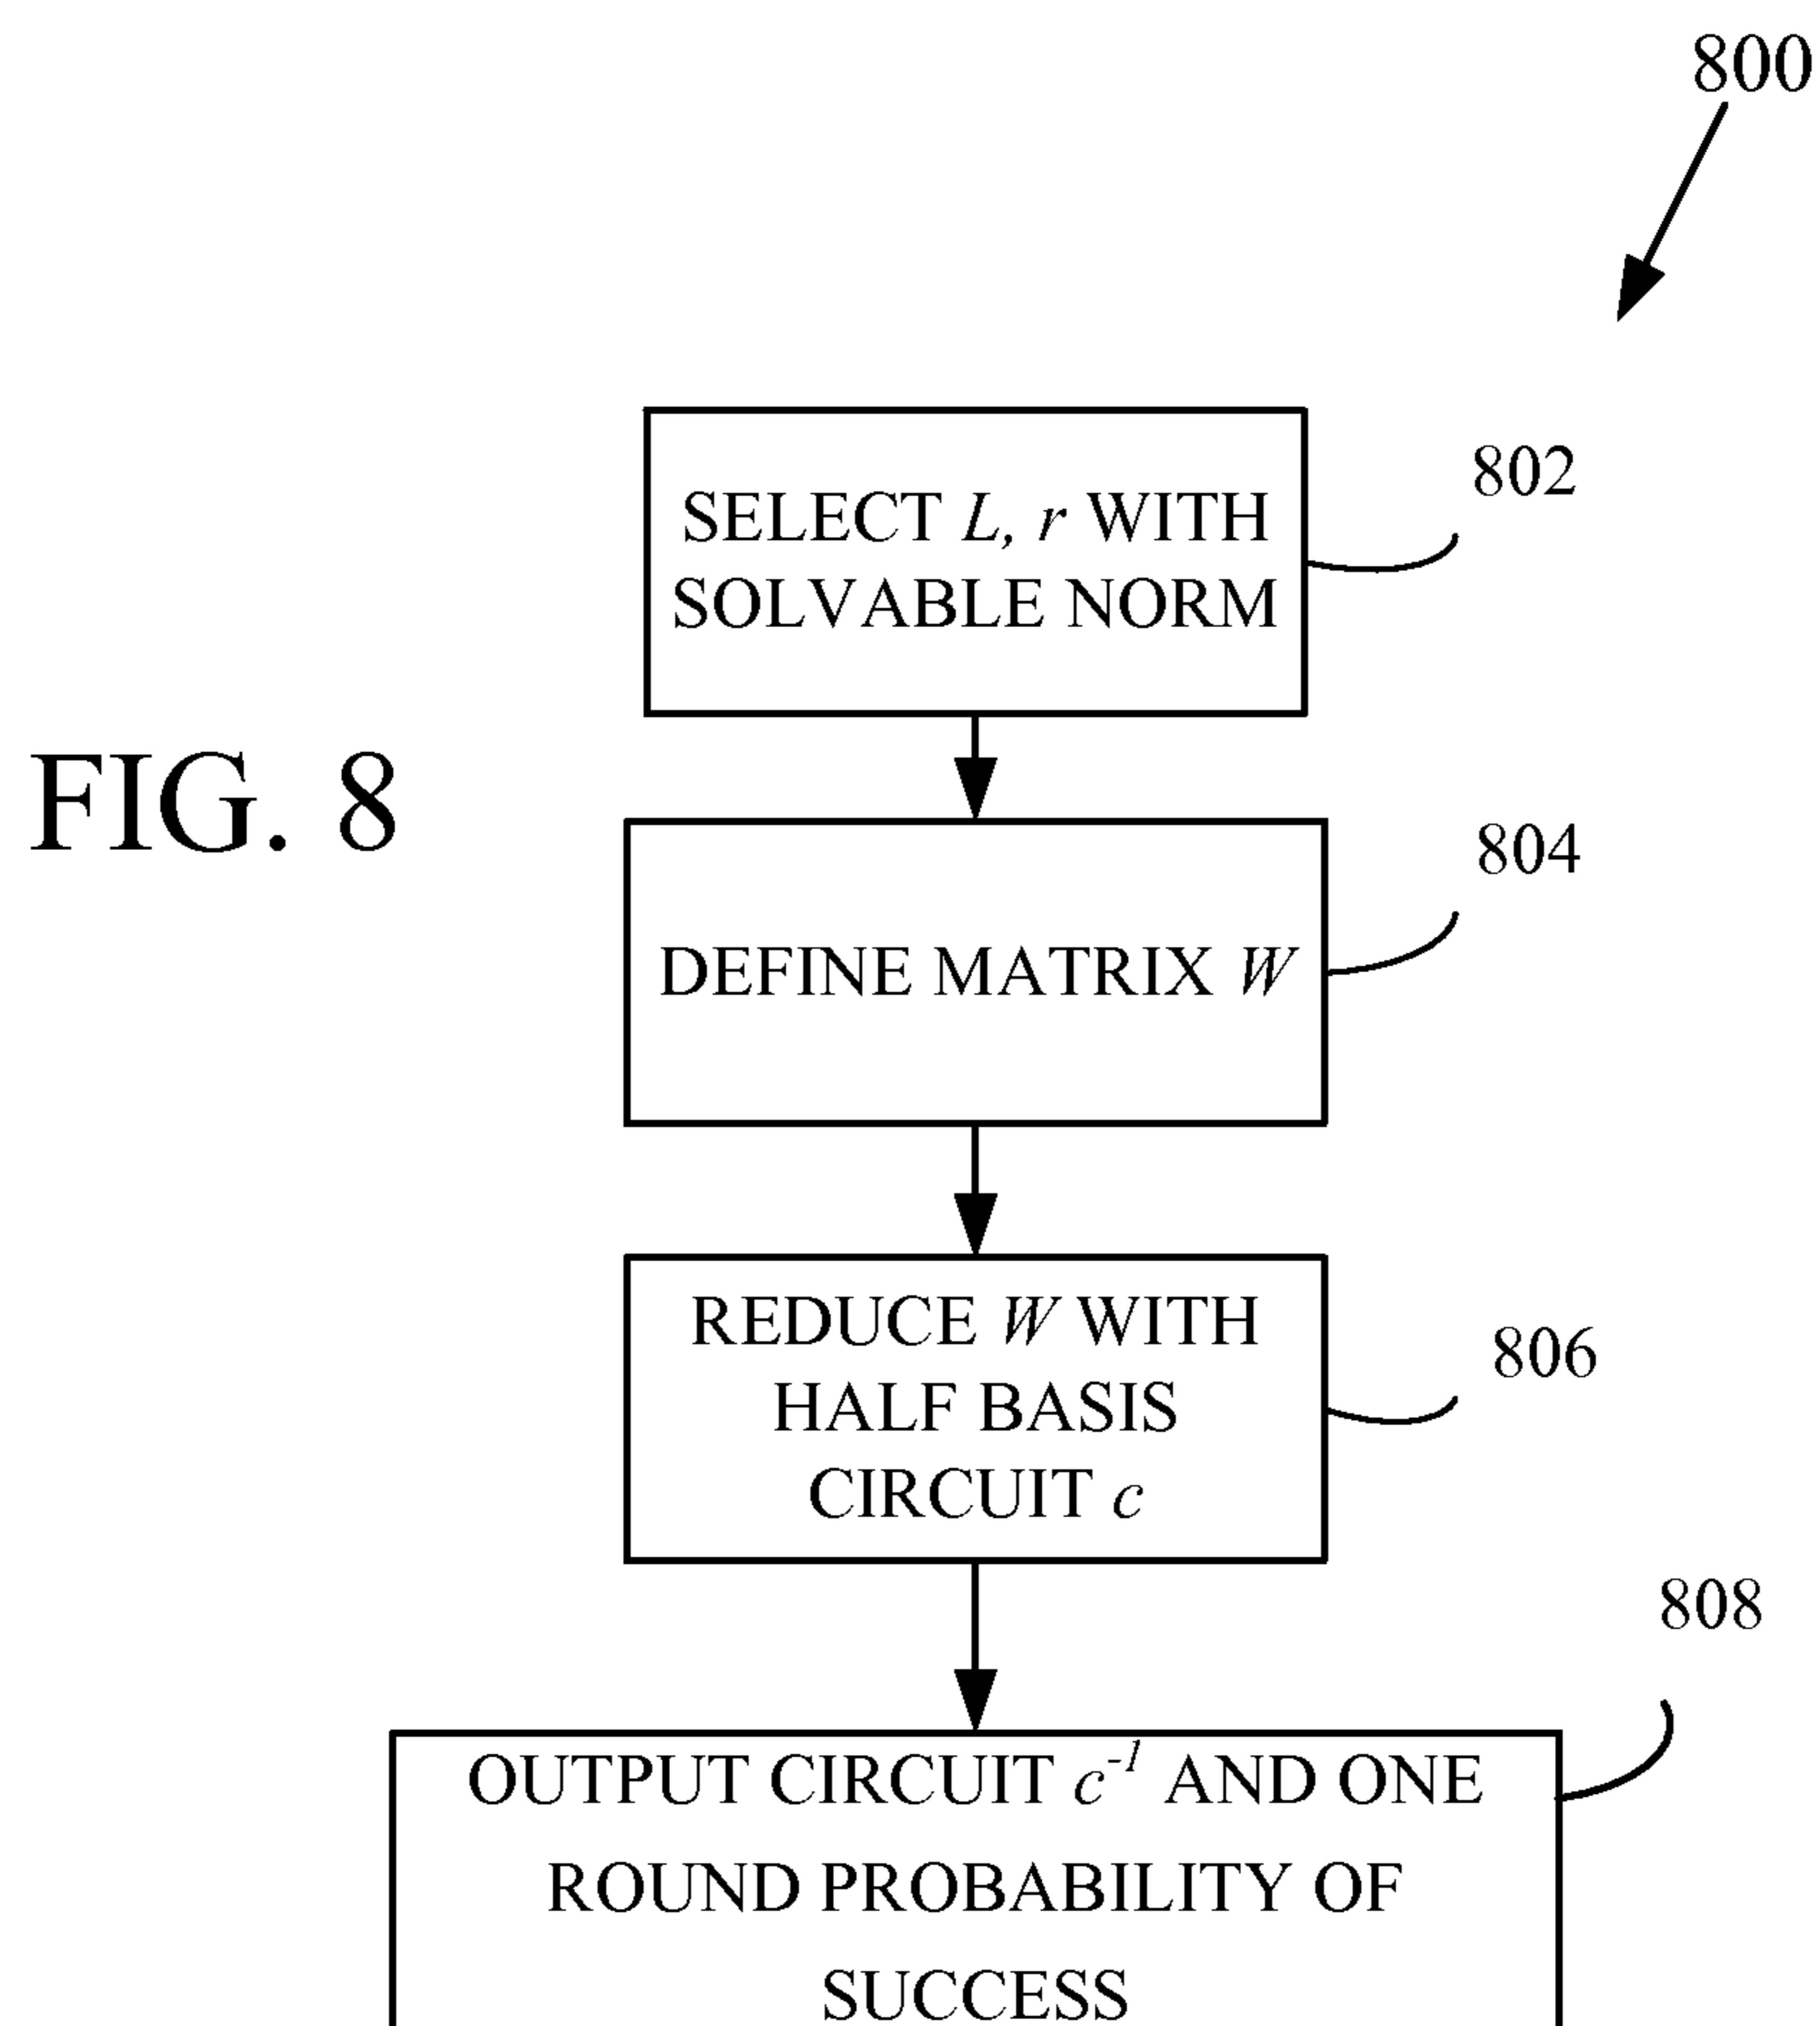 800
SELECT L, r WITH
SOLVABLE NORM
802
FIG. 8
DEFINE MATRIX W
804
REDUCE W WITH
HALF BASIS
CIRCUIT c
806
808
OUTPUT CIRCUIT c⁻¹ AND ONE
ROUND PROBABILITY OF
SUCCESS